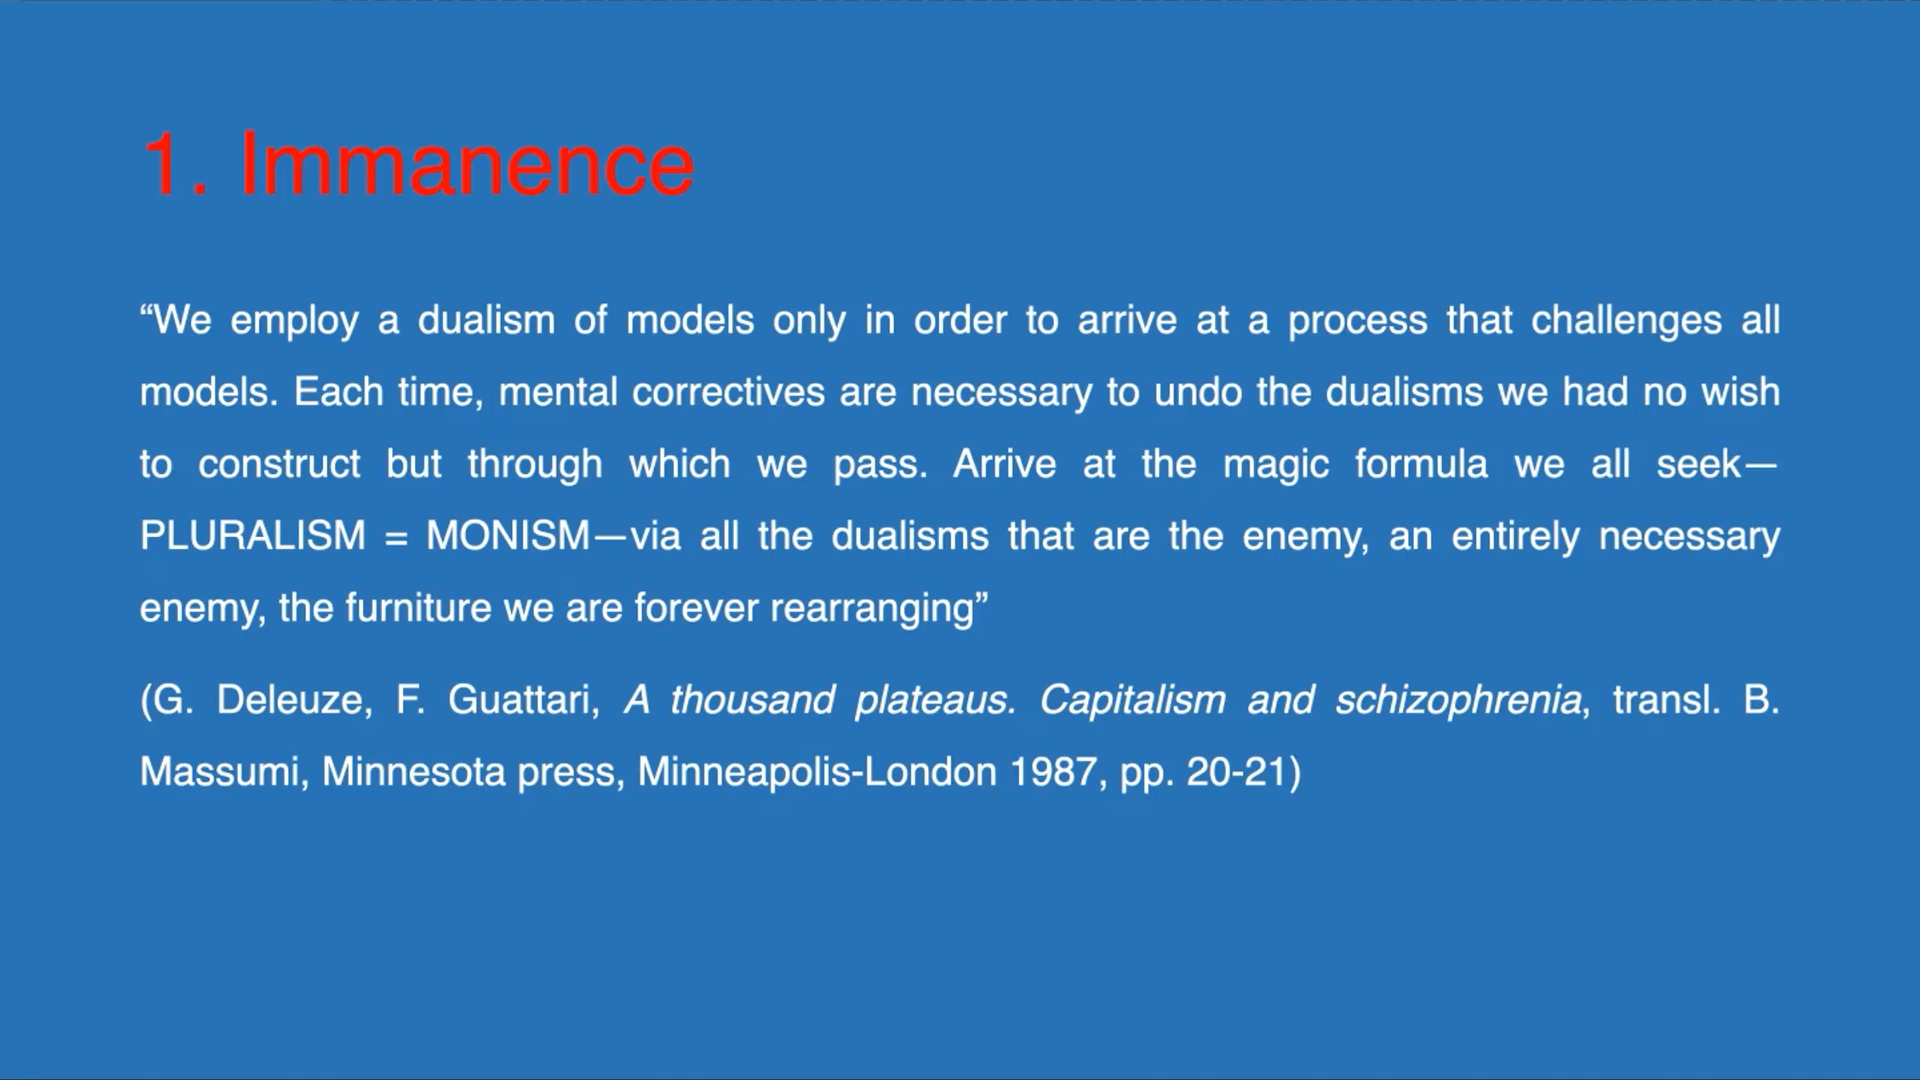 1. Immanence
“We employ a dualism of models only in order to arrive at a process that challenges all
models. Each time, mental correctives are necessary to undo the dualisms we had no wish
to construct but through which we pass. Arrive at the magic formula we all seek—
PLURALISM = MONISM—via all the dualisms that are the enemy, an entirely necessary
enemy, the furniture we are forever rearranging”
(G. Deleuze, F. Guattari, A thousand plateaus. Capitalism and schizophrenia, transl. B.
Massumi, Minnesota press, Minneapolis-London 1987, pp. 20-21)